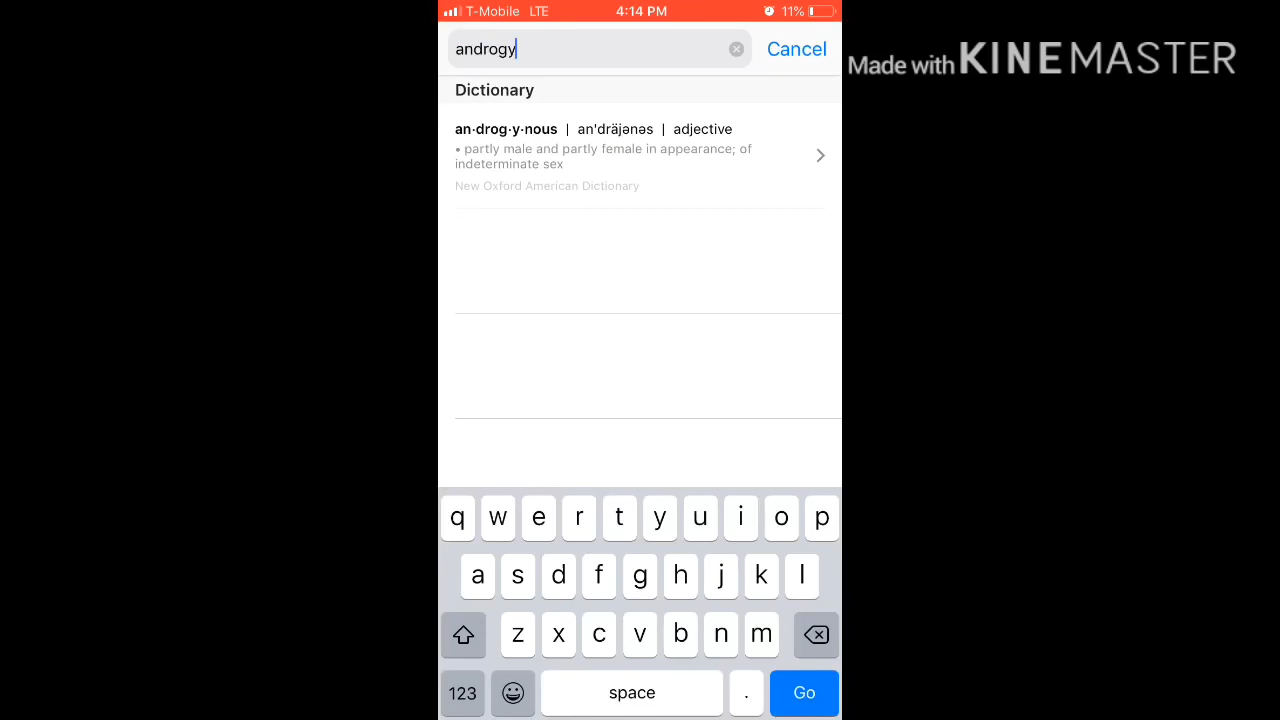 T-Mobile LTE 4:14 PM 11%
androgy Cancel
Made with KINEMASTER
Dictionary
an·drog·y·nous | an'dräjənəs | adjective
• partly male and partly female in appearance; of
indeterminate sex
New Oxford American Dictionary
q w e r t y u i o p
a s d f g h j k l
z x c v b n m
123 space . Go